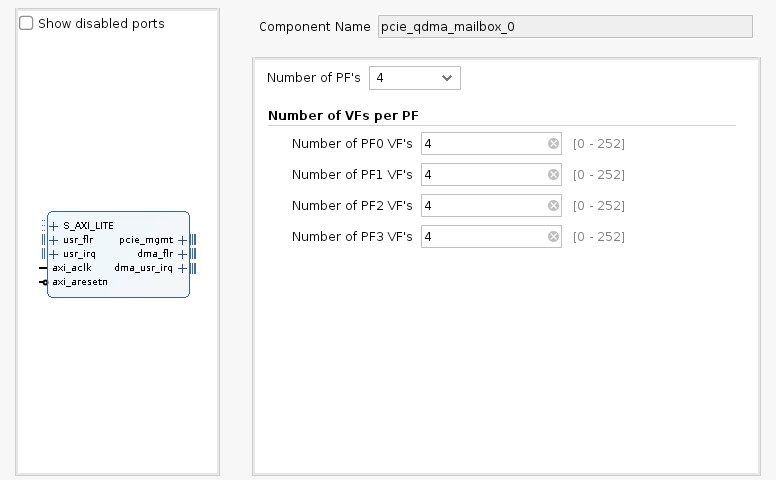 Show disabled ports
S_AXI_LITE
usr_flr pcie_mgmt
usr_irq dma_flr
axi_aclk dma_usr_irq
axi_aresetn
Component Name pcie_qdma_mailbox_0
Number of PF's 4
Number of VFs per PF
Number of PF0 VF's 4 [0 - 252]
Number of PF1 VF's 4 [0 - 252]
Number of PF2 VF's 4 [0 - 252]
Number of PF3 VF's 4 [0 - 252]